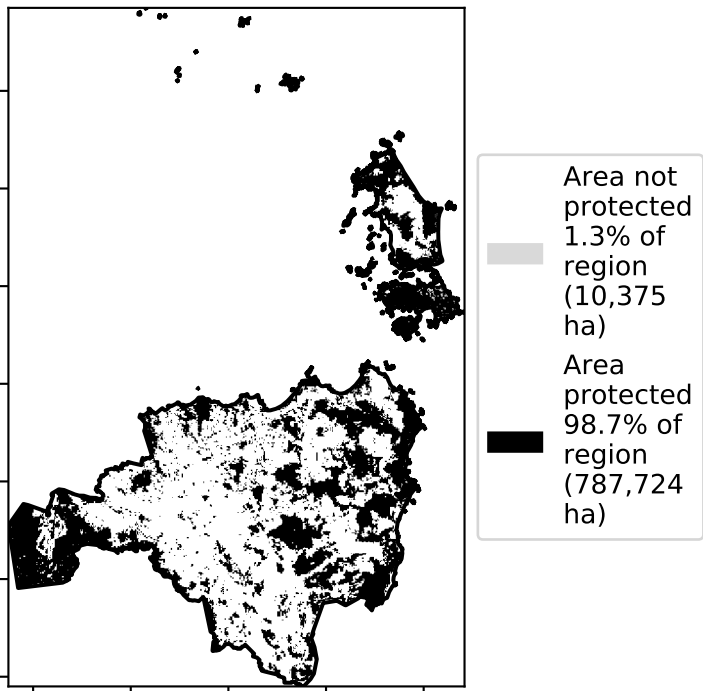 Area not
protected
1.3% of
region
(10,375
ha)
Area
protected
98.7% of
region
(787,724
ha)